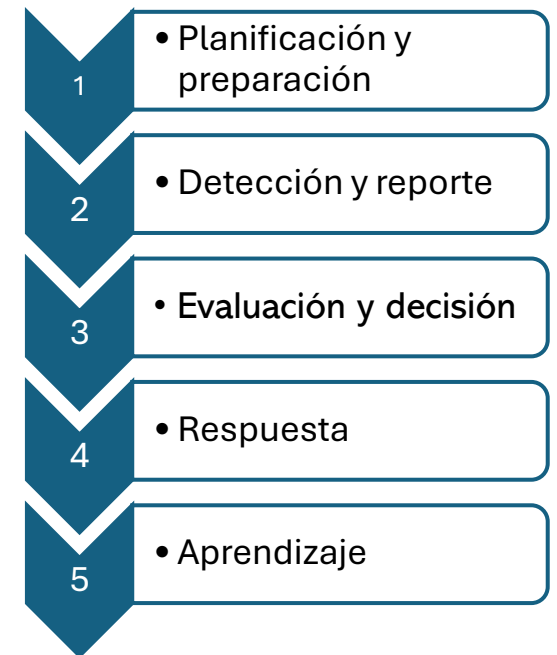 1
• Planificación y
preparación
2
• Detección y reporte
3
• Evaluación y decisión
4
• Respuesta
5
• Aprendizaje